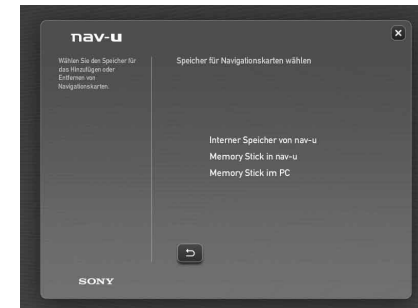 nav-u
Wählen Sie den Speicher für
das Hinzufügen oder
Entfernen von
Navigationskarten.
Speicher für Navigationskarten wählen
Interner Speicher von nav-u
Memory Stick in nav-u
Memory Stick im PC
SONY